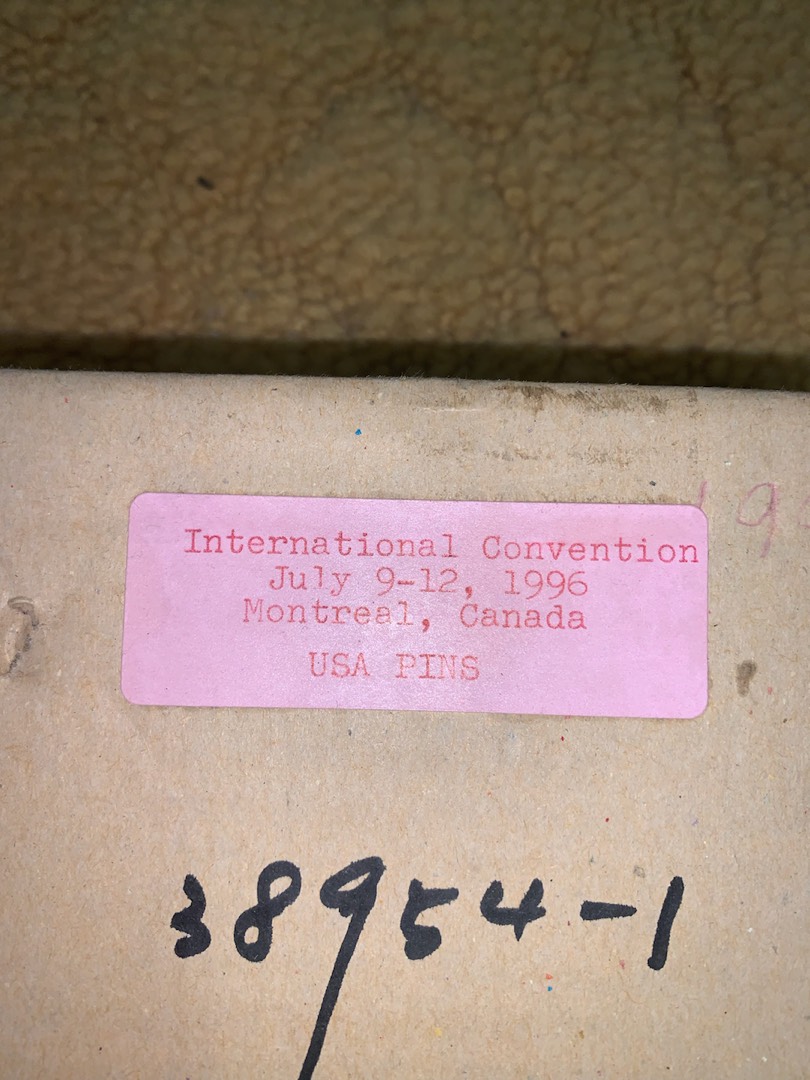 International Convention
July 9-12, 1996
Montreal, Canada
USA PINS
38954-1